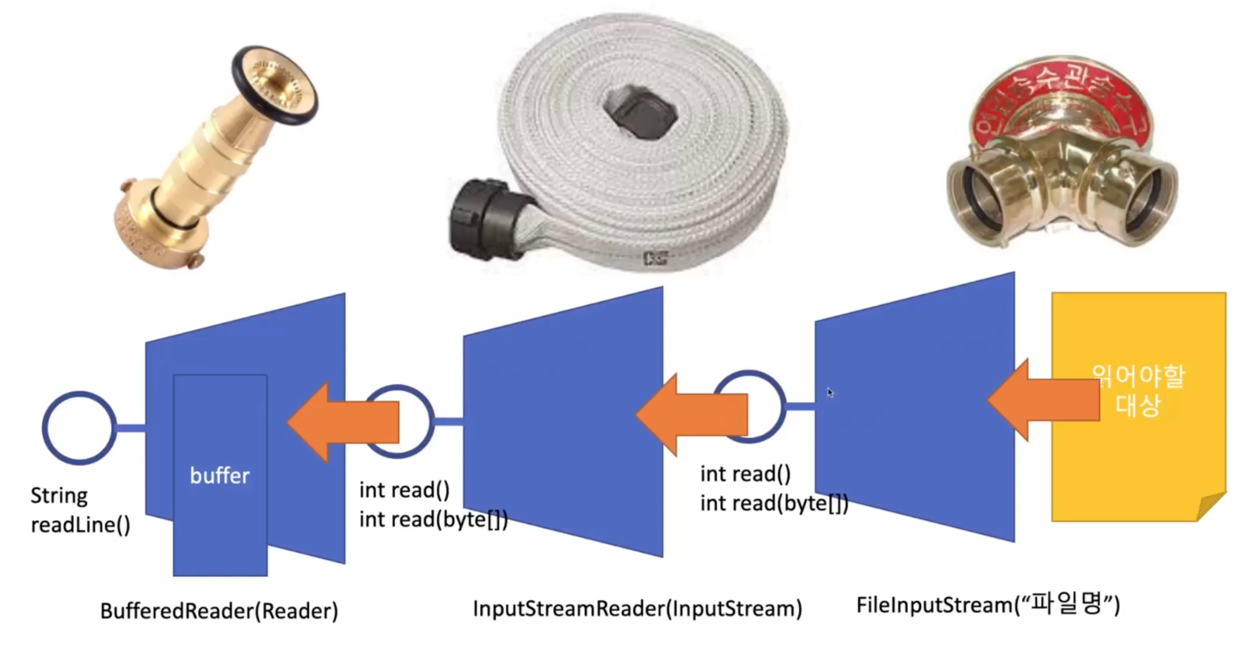 연결송수관송수구
읽어야할
대상
buffer
String
readLine()
int read()
int read(byte[])
int read()
int read(byte[])
BufferedReader(Reader)
InputStreamReader(InputStream)
FileInputStream(“파일명”)